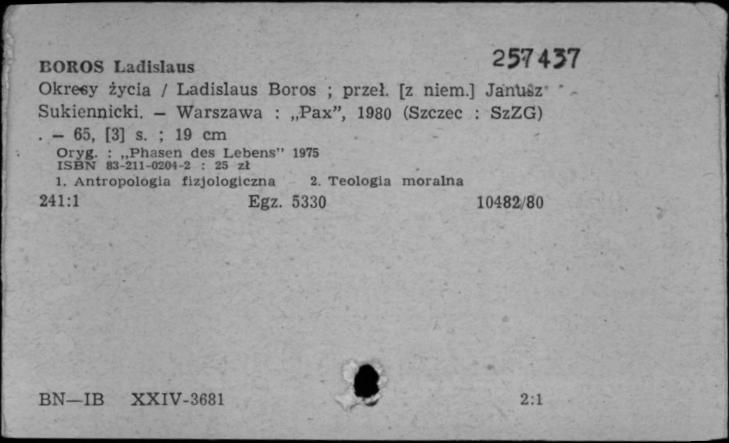 257437
BOROS Ladislaus
Okresy życia / Ladislaus Boros ; przeł. [z niem.] Janusz
Sukiennicki. — Warszawa : „Pax”, 1980 (Szczec : SzZG)
. — 65, [3] s. ; 19 cm
Oryg. : „Phasen des Lebens” 1975
ISBN 83-211-0204-2 : 25 zł
1. Antropologia fizjologiczna 2. Teologia moralna
241:1 Egz. 5330 10482/80
BN—IB XXIV-3681 2:1